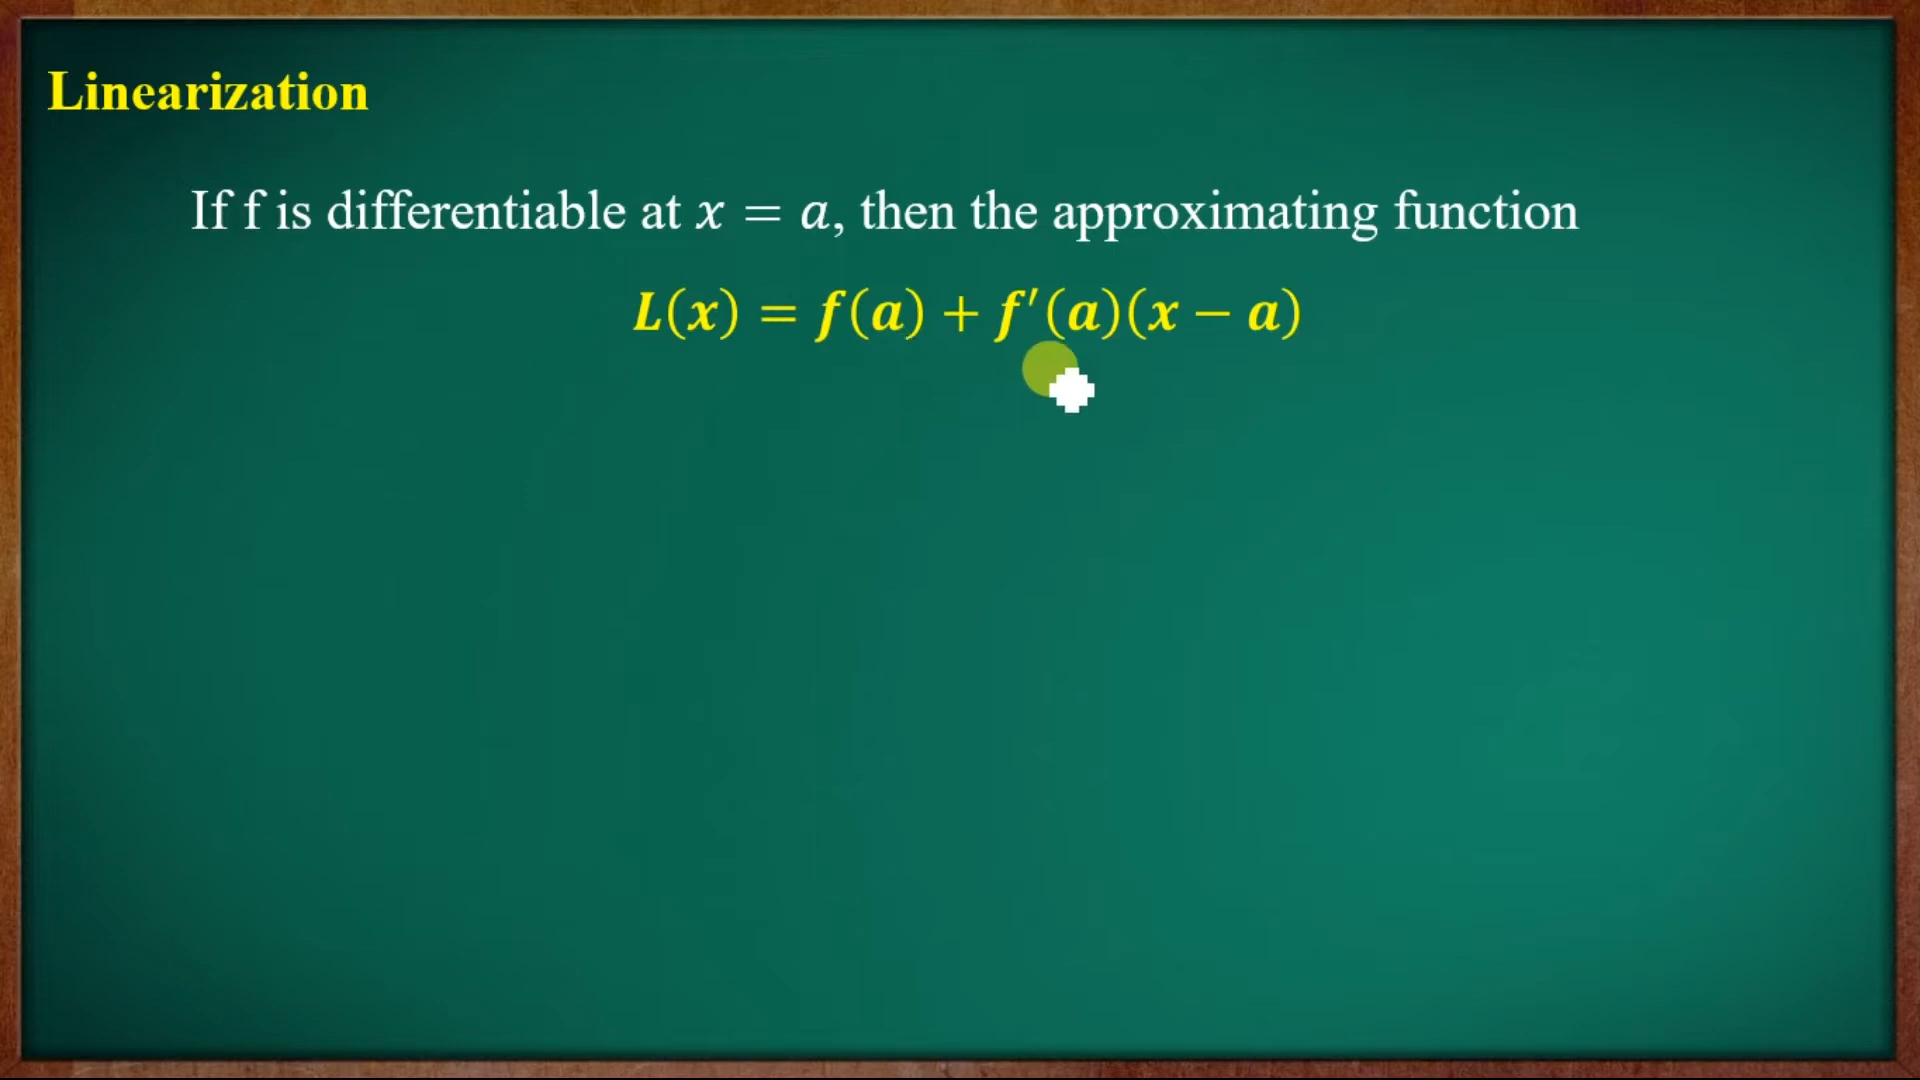 Linearization
If f is differentiable at x = a, then the approximating function
L(x) = f(a) + f′(a)(x − a)